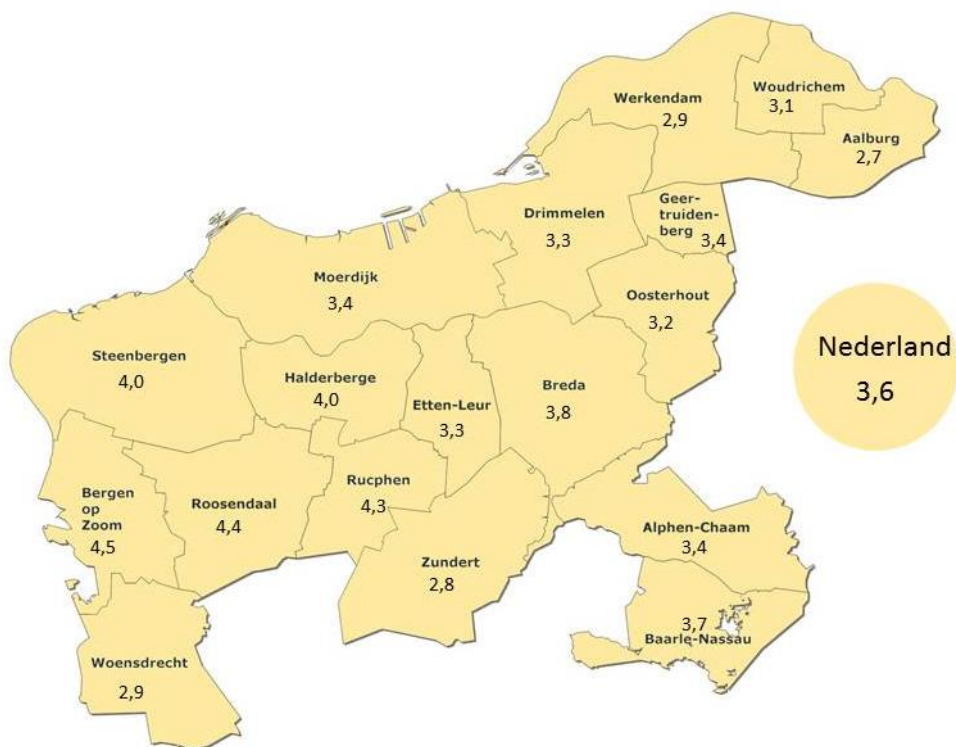 Woudrichem
3,1
Werkendam
2,9
Aalburg
2,7
Geer-
truiden-
berg
3,4
Drimmelen
3,3
Moerdijk
3,4
Oosterhout
3,2
Nederland
3,6
Steenbergen
4,0
Halderberge
4,0
Etten-Leur
3,3
Breda
3,8
Bergen
op
Zoom
4,5
Roosendaal
4,4
Rucphen
4,3
Zundert
2,8
Alphen-Chaam
3,4
3,7
Baarle-Nassau
Woensdrecht
2,9